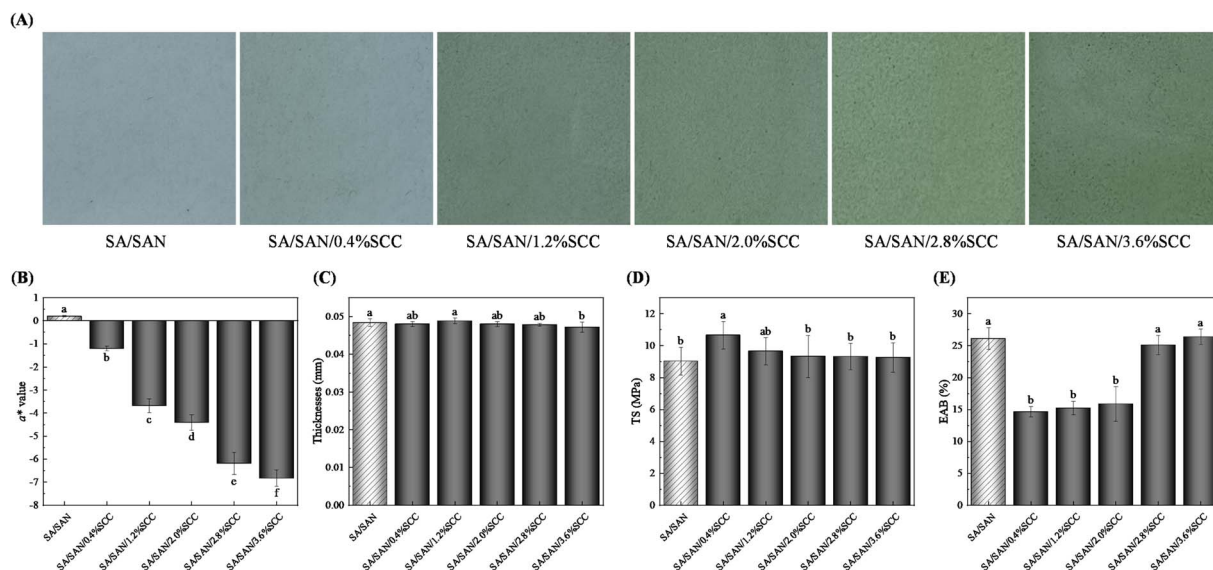 (A)
SA/SAN SA/SAN/0.4%SCC SA/SAN/1.2%SCC SA/SAN/2.0%SCC SA/SAN/2.8%SCC SA/SAN/3.6%SCC
(B)
a* value
1
0
-1
-2
-3
-4
-5
-6
-7
-8
a
b
c
d
e
f
SA/SAN
SA/SAN/0.4%SCC
SA/SAN/1.2%SCC
SA/SAN/2.0%SCC
SA/SAN/2.8%SCC
SA/SAN/3.6%SCC
(C)
Thicknesses (mm)
0.05
0.04
0.03
0.02
0.01
0.00
a
ab
a
ab
ab
b
SA/SAN
SA/SAN/0.4%SCC
SA/SAN/1.2%SCC
SA/SAN/2.0%SCC
SA/SAN/2.8%SCC
SA/SAN/3.6%SCC
(D)
TS (MPa)
12
10
8
6
4
2
0
b
a
ab
b
b
b
SA/SAN
SA/SAN/0.4%SCC
SA/SAN/1.2%SCC
SA/SAN/2.0%SCC
SA/SAN/2.8%SCC
SA/SAN/3.6%SCC
(E)
EAB (%)
30
25
20
15
10
5
0
a
b
b
b
a
a
SA/SAN
SA/SAN/0.4%SCC
SA/SAN/1.2%SCC
SA/SAN/2.0%SCC
SA/SAN/2.8%SCC
SA/SAN/3.6%SCC